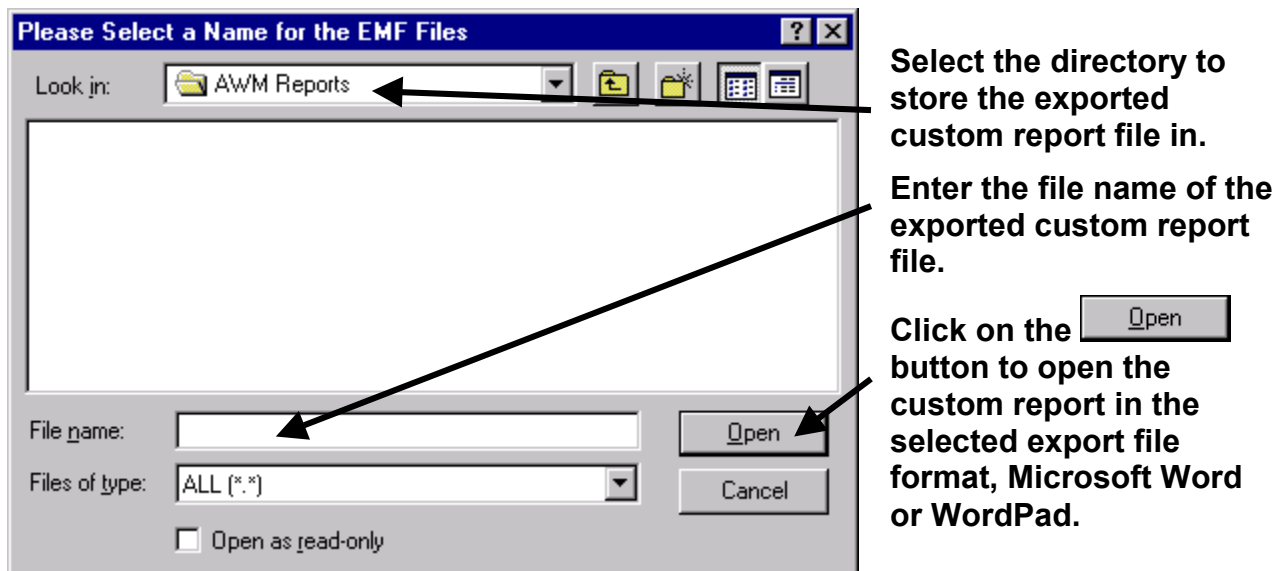 Please Select a Name for the EMF Files
Look in:
AWM Reports
File name:
Open
Files of type:
ALL (*.*)
Cancel
Open as read-only
Select the directory to
store the exported
custom report file in.
Enter the file name of the
exported custom report
file.
Click on the Open
button to open the
custom report in the
selected export file
format, Microsoft Word
or WordPad.